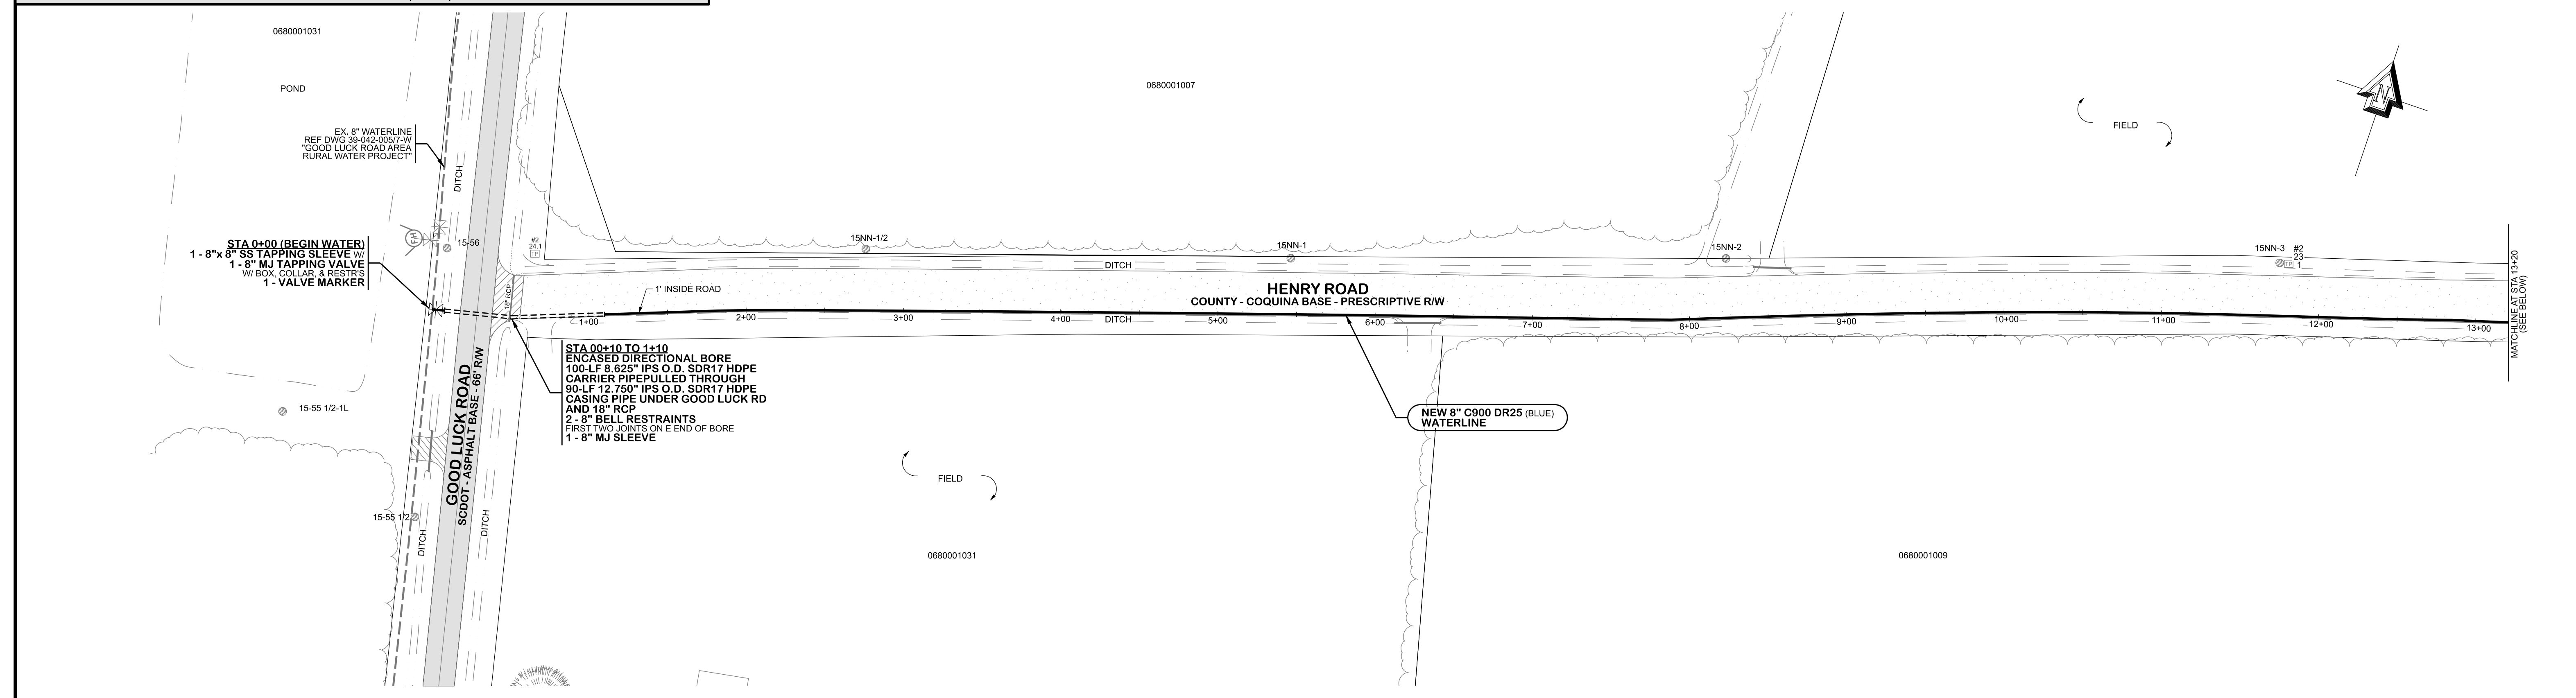 0680001031
POND
EX. 8" WATERLINE
REF DWG 39-042-005/7-W
"GOOD LUCK ROAD AREA
RURAL WATER PROJECT"
DITCH
FH
15-56
STA 0+00 (BEGIN WATER)
1 - 8"x 8" SS TAPPING SLEEVE W/
1 - 8" MJ TAPPING VALVE
W/ BOX, COLLAR, & RESTR'S
1 - VALVE MARKER
#2
24.1
TP
18" RCP
15-55 1/2-1L
15-55 1/2
DITCH
GOOD LUCK ROAD
SCDOT - ASPHALT BASE - 66' R/W
DITCH
STA 00+10 TO 1+10
ENCASED DIRECTIONAL BORE
100-LF 8.625" IPS O.D. SDR17 HDPE
CARRIER PIPEPULLED THROUGH
90-LF 12.750" IPS O.D. SDR17 HDPE
CASING PIPE UNDER GOOD LUCK RD
AND 18" RCP
2 - 8" BELL RESTRAINTS
FIRST TWO JOINTS ON E END OF BORE
1 - 8" MJ SLEEVE
0680001007
15NN-1/2
15NN-1
15NN-2
15NN-3
#2
23
1
TP
DITCH
1' INSIDE ROAD
HENRY ROAD
COUNTY - COQUINA BASE - PRESCRIPTIVE R/W
DITCH
1+00
2+00
3+00
4+00
5+00
6+00
7+00
8+00
9+00
10+00
11+00
12+00
13+00
NEW 8" C900 DR25 (BLUE)
WATERLINE
FIELD
0680001031
FIELD
0680001009
N
MATCHLINE AT STA 13+20
(SEE BELOW)